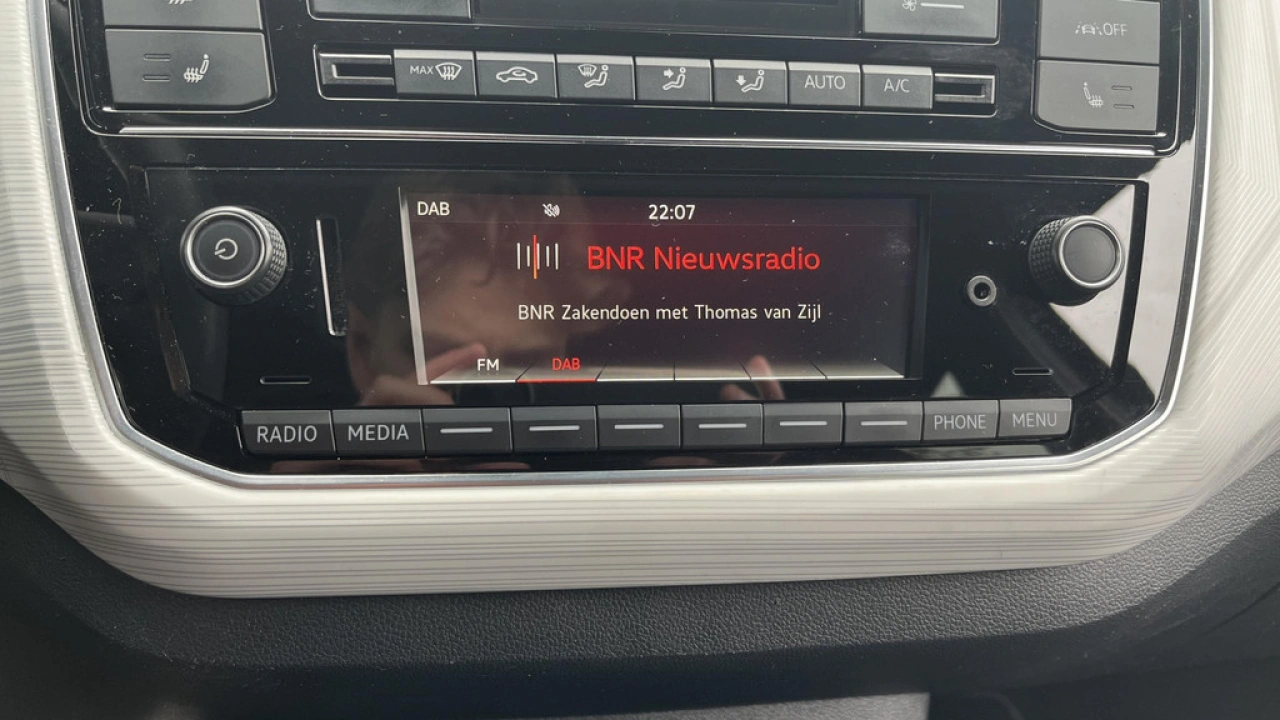 OFF
MAX
AUTO
A/C
DAB 22:07
BNR Nieuwsradio
BNR Zakendoen met Thomas van Zijl
FM DAB
RADIO MEDIA PHONE MENU